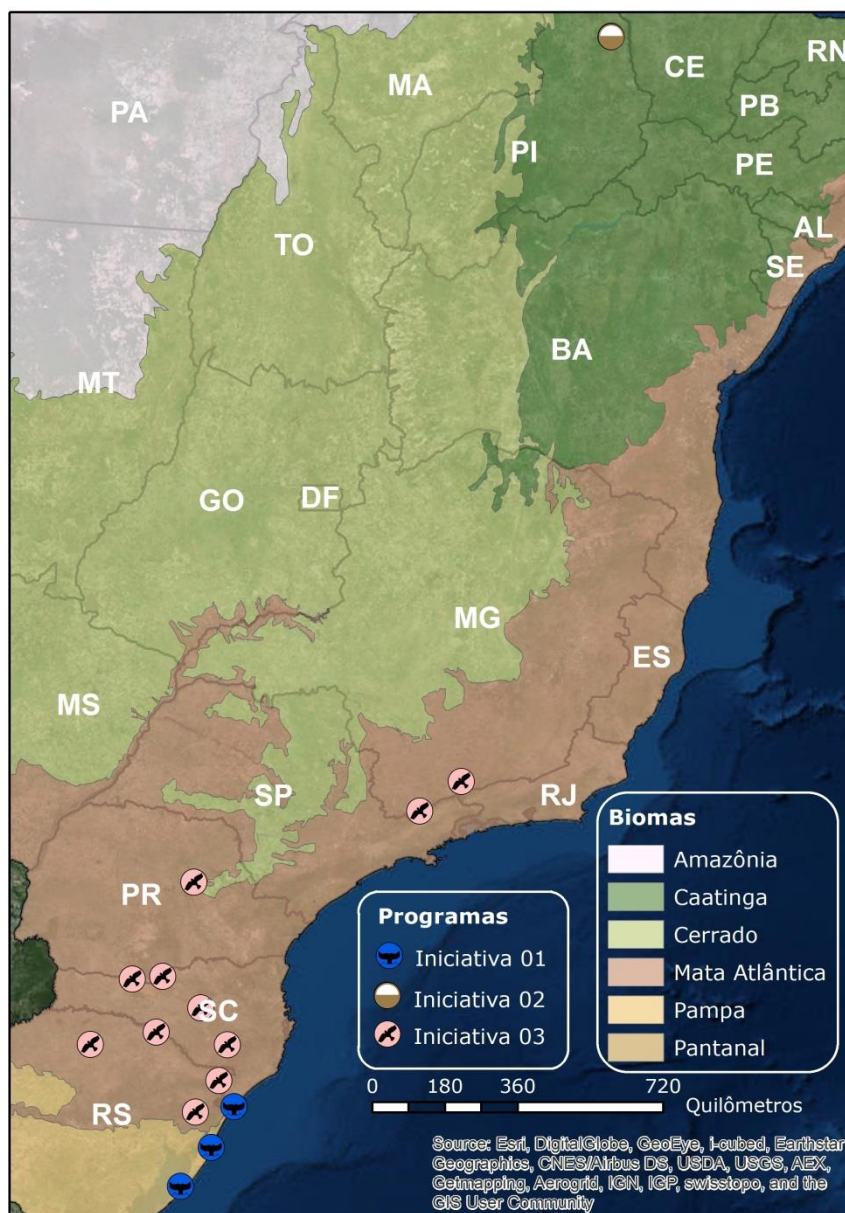 PA
MA
CE
RN
PB
PI
PE
TO
AL
SE
BA
MT
GO
DF
MG
ES
MS
SP
RJ
PR
SC
RS
Biomas
Amazônia
Caatinga
Cerrado
Mata Atlântica
Pampa
Pantanal
Programas
Iniciativa 01
Iniciativa 02
Iniciativa 03
0 180 360 720 Quilômetros
Source: Esri, DigitalGlobe, GeoEye, i-cubed, Earthstar
Geographics, CNES/Airbus DS, USDA, USGS, AEX,
Getmapping, Aerogrid, IGN, IGP, swisstopo, and the
GIS User Community